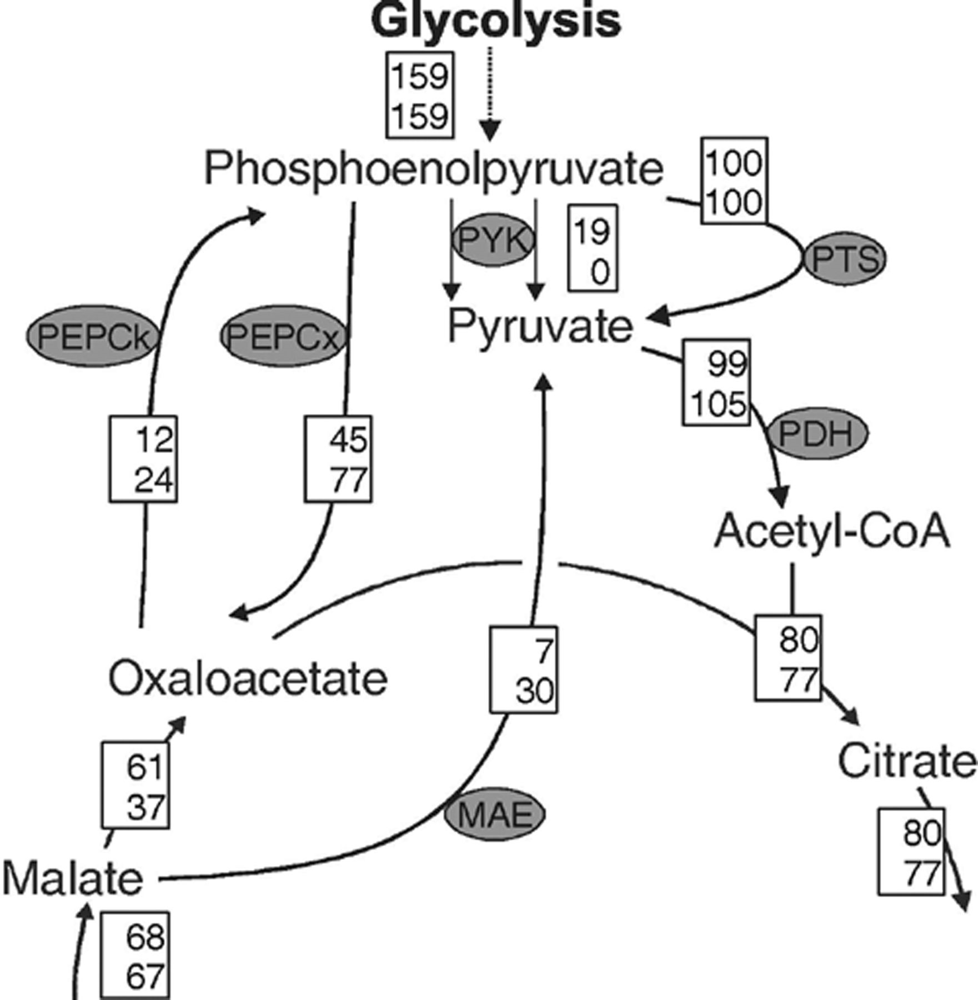 Glycolysis
159
159
Phosphoenolpyruvate
100
100
PYK
19
0
PTS
PEPCk
PEPCx
Pyruvate
99
105
PDH
12
24
45
77
Acetyl-CoA
7
30
80
77
Oxaloacetate
61
37
Citrate
MAE
80
77
Malate
68
67